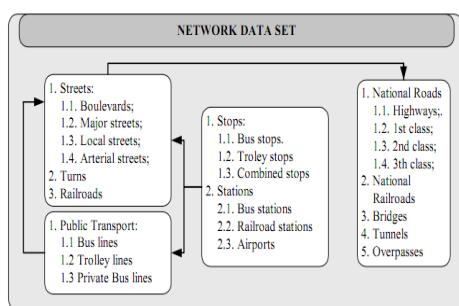 NETWORK DATA SET
1. Streets:
1.1. Boulevards;
1.2. Major streets;
1.3. Local streets;
1.4. Arterial streets;
2. Turns
3. Railroads
1. Public Transport:
1.1 Bus lines
1.2 Trolley lines
1.3 Private Bus lines
1. Stops:
1.1. Bus stops.
1.2. Troley stops
1.3. Combined stops
2. Stations
2.1. Bus stations
2.2. Railroad stations
2.3. Airports
1. National Roads
1.1. Highways;.
1.2. 1st class;
1.3. 2nd class;
1.4. 3th class;
2. National
Railroads
3. Bridges
4. Tunnels
5. Overpasses